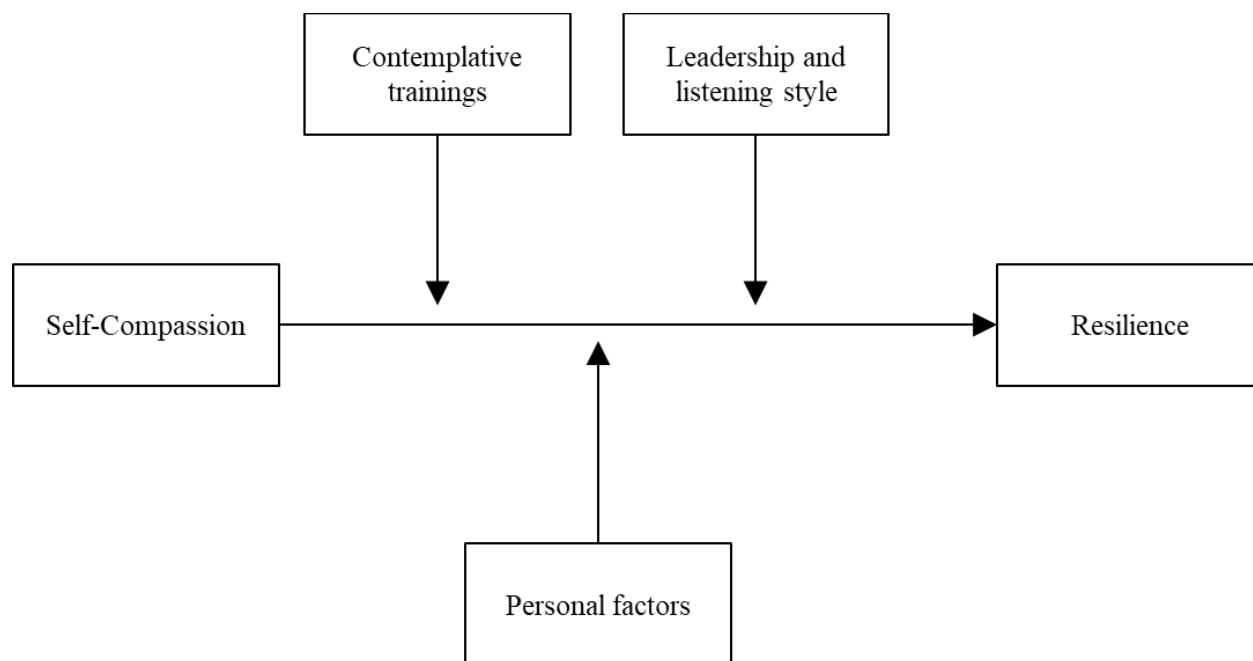 Contemplative
trainings
Leadership and
listening style
Self-Compassion
Resilience
Personal factors